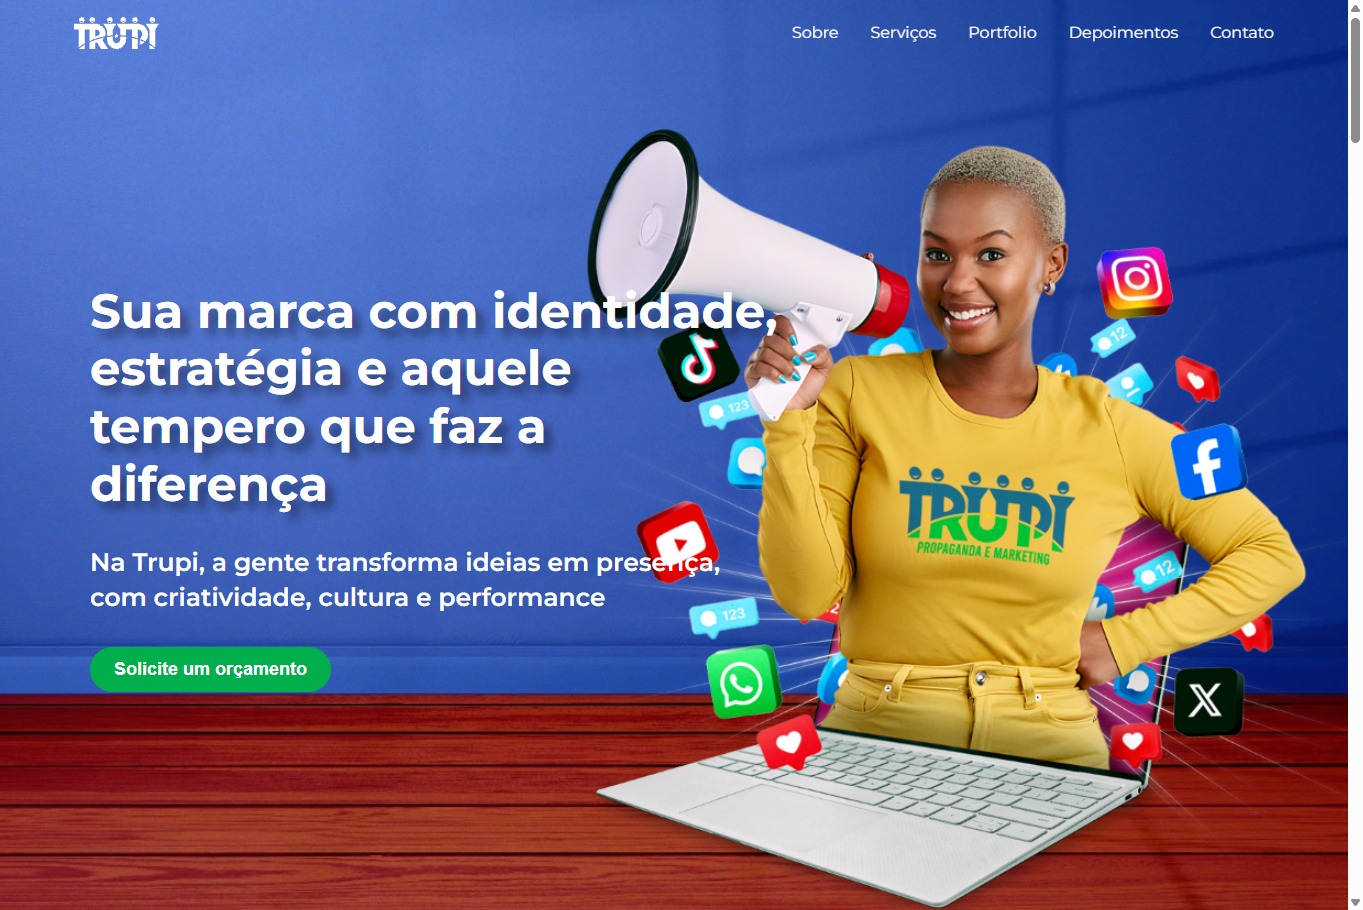 TRUPI
Sobre Serviços Portfolio Depoimentos Contato
Sua marca com identidade,
estratégia e aquele
tempero que faz a
diferença
Na Trupi, a gente transforma ideias em presença,
com criatividade, cultura e performance
Solicite um orçamento
TRUPI
PROPAGANDA E MARKETING
12
123
12
123